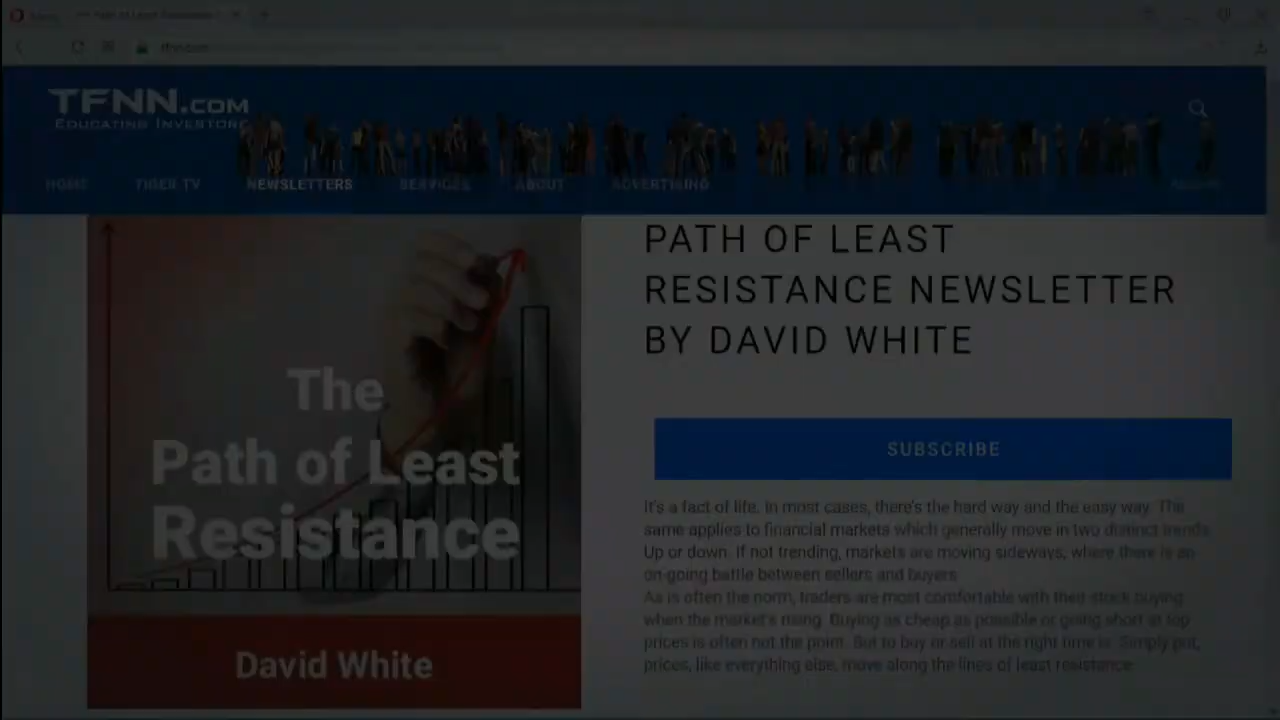 Path of Least Resistance
TFNN.COM
EDUCATING INVESTORS
HOME
TIGER TV
NEWSLETTERS
SERVICES
ABOUT
ADVERTISING
The
Path of Least
Resistance
David White
PATH OF LEAST
RESISTANCE NEWSLETTER
BY DAVID WHITE
SUBSCRIBE
It's a fact of life. In most cases, there's the hard way and the easy way. The
same applies to financial markets which generally move in two distinct trends.
Up or down. If not trending, markets are moving sideways, where there is an
on-going battle between sellers and buyers
As is often the norm, traders are most comfortable with their stock buying
when the market's rising. Buying as cheap as possible or going short at top
prices is often not the point. But to buy or sell at the right time is. Simply put,
prices, like everything else, move along the lines of least resistance.